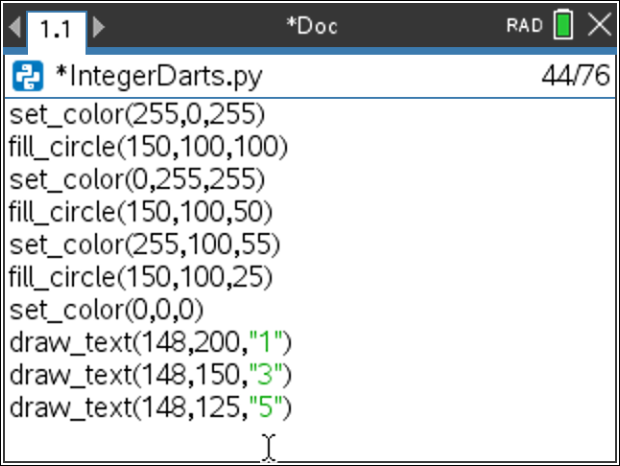 1.1
*Doc
RAD
*IntegerDarts.py
44/76
set_color(255,0,255)
fill_circle(150,100,100)
set_color(0,255,255)
fill_circle(150,100,50)
set_color(255,100,55)
fill_circle(150,100,25)
set_color(0,0,0)
draw_text(148,200,"1")
draw_text(148,150,"3")
draw_text(148,125,"5")